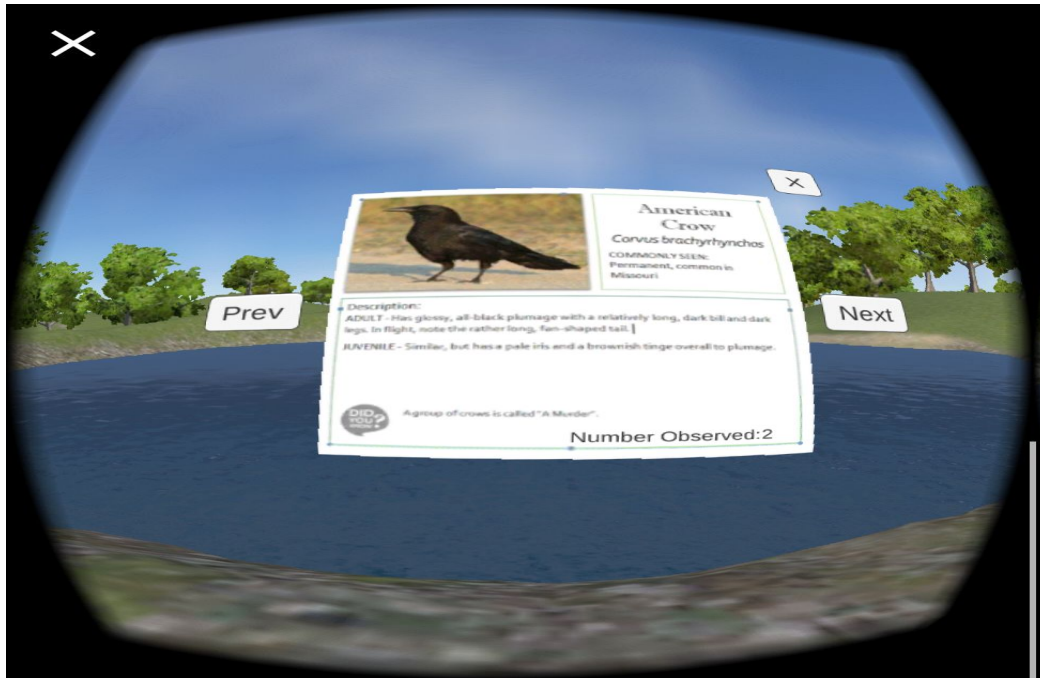 X
American
Crow
Corvus brachyrhynchos
COMMONLY SEEN:
Permanent, common in
Missouri
Prev
Next
Description:
ADULT - Has glossy, all-black plumage with a relatively long, dark bill and dark
legs. In flight, note the rather long, fan-shaped tail.
JUVENILE - Similar, but has a pale iris and a brownish tinge overall to plumage.
DID
YOU
KNOW?
A group of crows is called "A Murder".
Number Observed:2